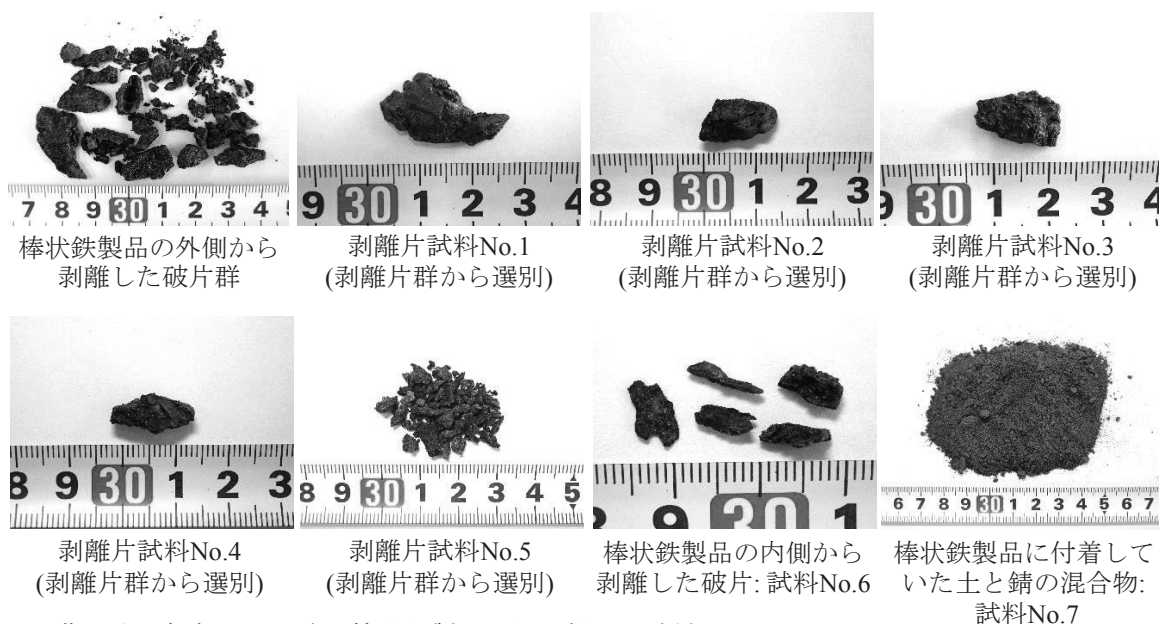 7 8 9 30 1 2 3 4
9 30 1 2 3 4
8 9 30 1 2 3
9 30 1 2 3
棒状鉄製品の外側から
剥離した破片群
剥離片試料No.1
(剥離片群から選別)
剥離片試料No.2
(剥離片群から選別)
剥離片試料No.3
(剥離片群から選別)
8 9 30 1 2 3
8 9 30 1 2 3 4 5
8 9 30 1
6 7 8 9 30 1 2 3 4 5 6 7
剥離片試料No.4
(剥離片群から選別)
剥離片試料No.5
(剥離片群から選別)
棒状鉄製品の内側から
剥離した破片: 試料No.6
棒状鉄製品に付着して
いた土と錆の混合物:
試料No.7